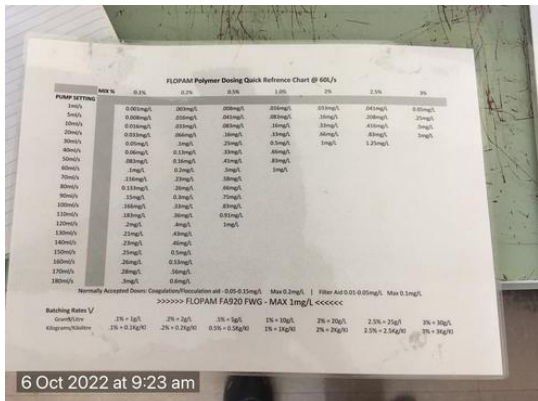 FLOPAM Polymer Dosing Quick Refrence Chart @ 60L/s
MIX % 0.1% 0.2% 0.5% 1.0% 2% 2.5% 3%
PUMP SETTING
1ml/s 0.001mg/L .003mg/L .008mg/L .016mg/L .033mg/L .041mg/L 0.05mg/L
5ml/s 0.008mg/L .016mg/L .041mg/L .083mg/L .16mg/L .208mg/L .25mg/L
10ml/s 0.016mg/L .033mg/L .083mg/L .16mg/L .33mg/L .416mg/L .5mg/L
20ml/s 0.033mg/L .066mg/L .16mg/L .33mg/L .66mg/L .83mg/L 1mg/L
30ml/s 0.05mg/L .1mg/L .25mg/L 0.5mg/L 1mg/L 1.25mg/L
40ml/s 0.06mg/L 0.13mg/L .33mg/L .66mg/L
50ml/s .083mg/L 0.16mg/L .41mg/L .83mg/L
60ml/s .1mg/L 0.2mg/L .5mg/L 1mg/L
70ml/s .116mg/L .23mg/L .58mg/L
80ml/s 0.133mg/L .26mg/L .66mg/L
90ml/s .15mg/L 0.3mg/L .75mg/L
100ml/s .166mg/L .33mg/L .83mg/L
110ml/s .183mg/L .36mg/L 0.91mg/L
120ml/s .2mg/L .4mg/L 1mg/L
130ml/s .21mg/L .43mg/L
140ml/s .23mg/L .46mg/L
150ml/s .25mg/L 0.5mg/L
160ml/s .26mg/L 0.53mg/L
170ml/s .28mg/L .56mg/L
180ml/s .3mg/L 0.6mg/L
Normally Accepted Doses: Coagulation/Flocculation aid - 0.05-0.15mg/L Max 0.2mg/L | Filter Aid 0.01-0.05mg/L Max 0.1mg/L
>>>>>> FLOPAM FA920 FWG - MAX 1mg/L <<<<<<
Batching Rates \/
Gram/Litre .1% = 1g/L .2% = 2g/L .5% = 5g/L 1% = 10g/L 2% = 20g/L 2.5% = 25g/l 3% = 30g/L
Kilograms/Kilolitre .1% = 0.1Kg/Kl .2% = 0.2Kg/Kl 0.5% = 0.5Kg/Kl 1% = 1Kg/Kl 2% = 2Kg/Kl 2.5% = 2.5Kg/Kl 3% = 3Kg/Kl
6 Oct 2022 at 9:23 am